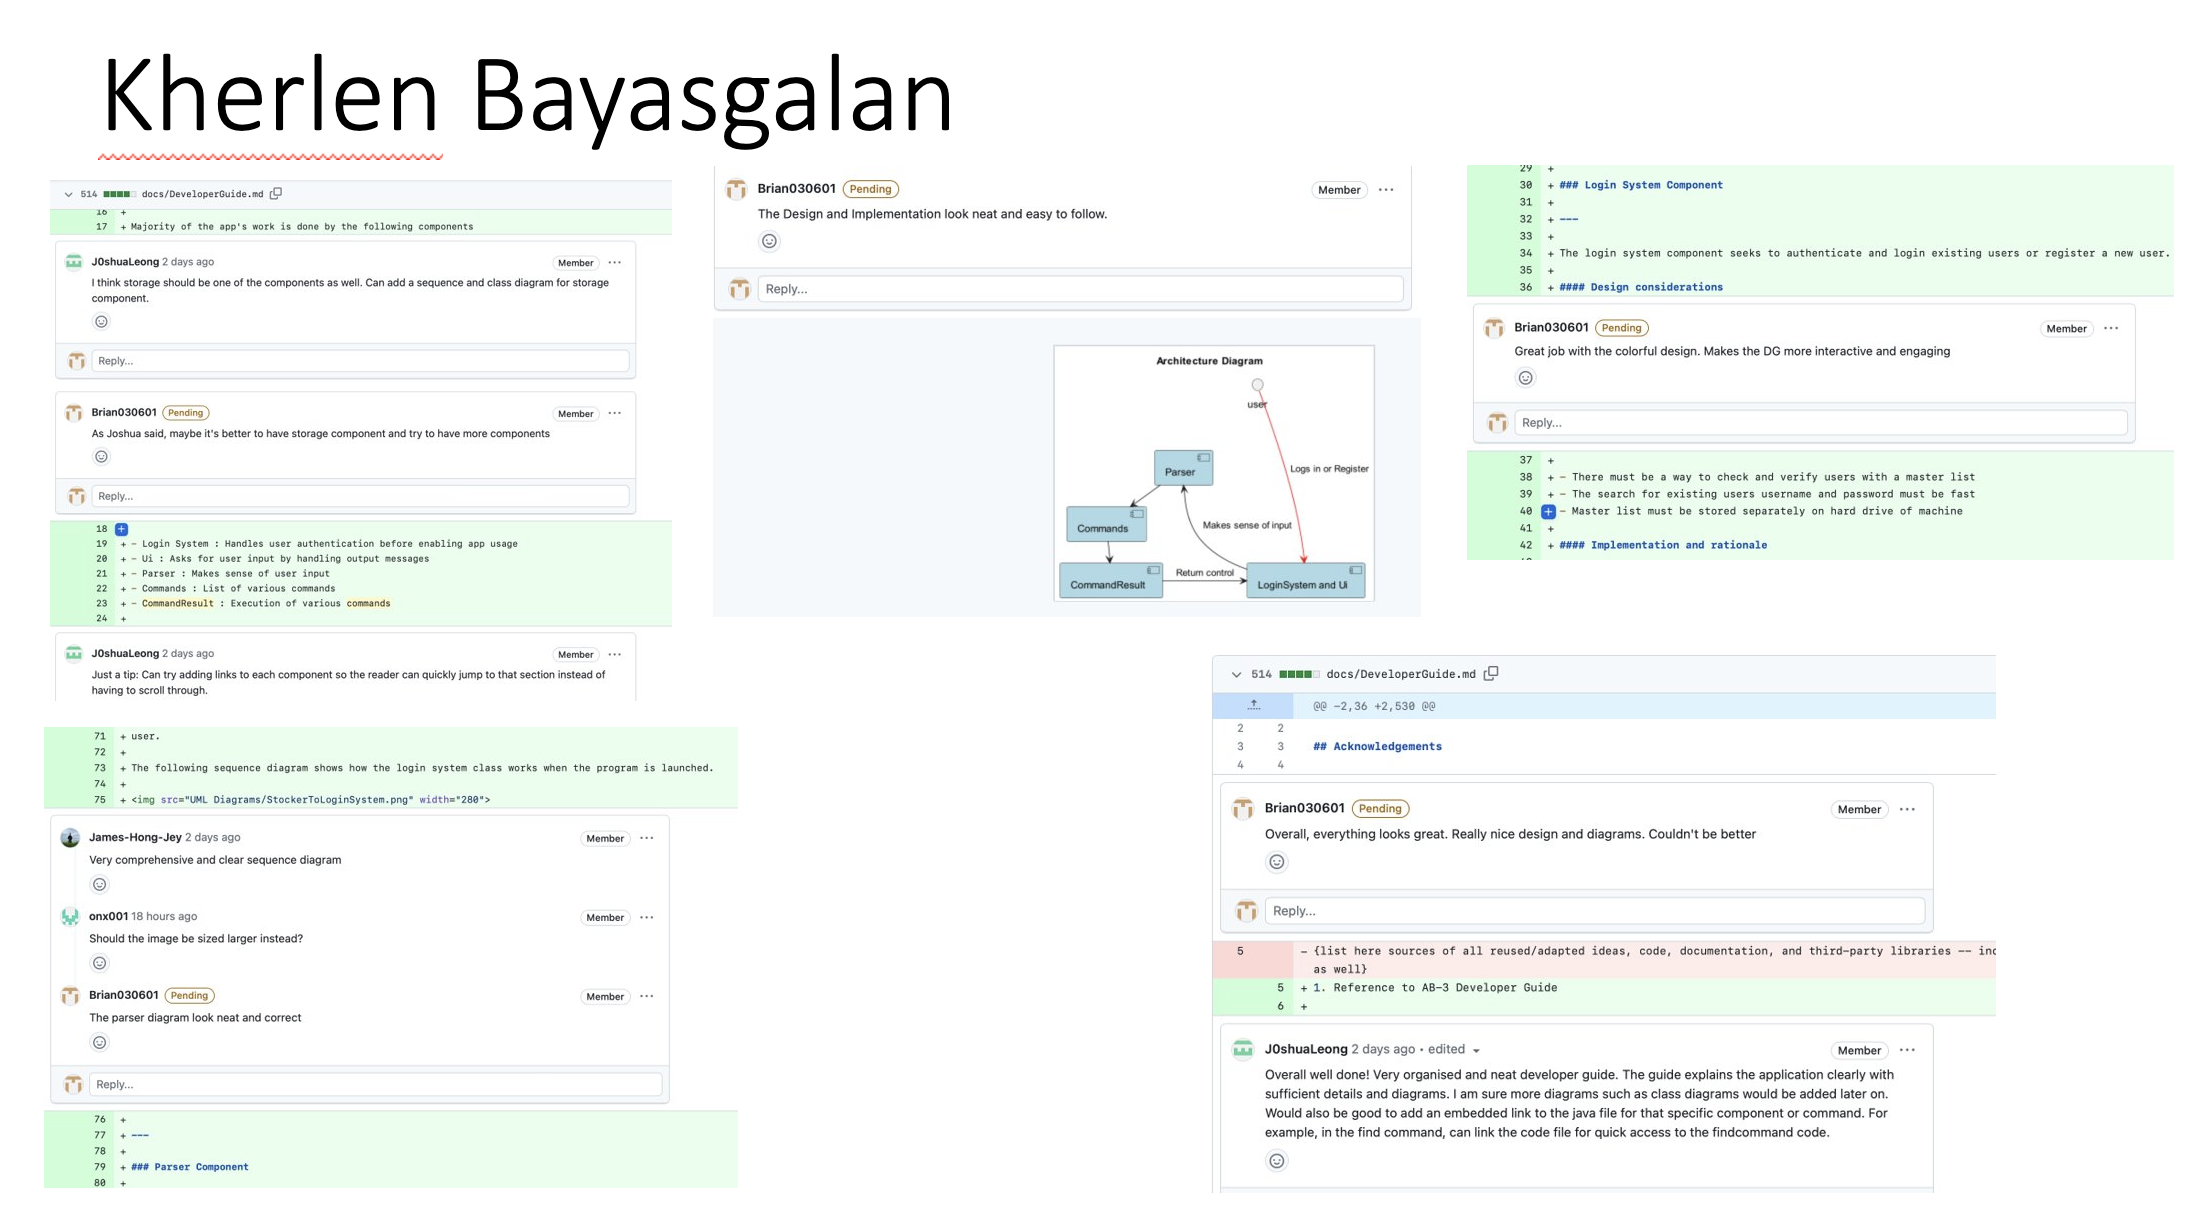 Kherlen Bayasgalan
514 docs/DeveloperGuide.md
16 +
17 + Majority of the app's work is done by the following components
J0shuaLeong 2 days ago Member ...
I think storage should be one of the components as well. Can add a sequence and class diagram for storage
component.
Reply...
Brian030601 Pending Member ...
As Joshua said, maybe it's better to have storage component and try to have more components
Reply...
18 +
19 + - Login System : Handles user authentication before enabling app usage
20 + - Ui : Asks for user input by handling output messages
21 + - Parser : Makes sense of user input
22 + - Commands : List of various commands
23 + - CommandResult : Execution of various commands
24 +
J0shuaLeong 2 days ago Member ...
Just a tip: Can try adding links to each component so the reader can quickly jump to that section instead of
having to scroll through.
Brian030601 Pending Member ...
The Design and Implementation look neat and easy to follow.
Reply...
Architecture Diagram
user
Parser
Logs in or Register
Commands
Makes sense of input
CommandResult
Return control
LoginSystem and Ui
29 +
30 + ### Login System Component
31 +
32 + ---
33 +
34 + The login system component seeks to authenticate and login existing users or register a new user.
35 +
36 + #### Design considerations
Brian030601 Pending Member ...
Great job with the colorful design. Makes the DG more interactive and engaging
Reply...
37 +
38 + - There must be a way to check and verify users with a master list
39 + - The search for existing users username and password must be fast
40 + - Master list must be stored separately on hard drive of machine
41 +
42 + #### Implementation and rationale
71 + user.
72 +
73 + The following sequence diagram shows how the login system class works when the program is launched.
74 +
75 + <img src="UML Diagrams/StockerToLoginSystem.png" width="280">
James-Hong-Jey 2 days ago Member ...
Very comprehensive and clear sequence diagram
onx001 18 hours ago Member ...
Should the image be sized larger instead?
Brian030601 Pending Member ...
The parser diagram look neat and correct
Reply...
76 +
77 + ---
78 +
79 + ### Parser Component
80 +
514 docs/DeveloperGuide.md
@@ -2,36 +2,530 @@
2 2
3 3 ## Acknowledgements
4 4
Brian030601 Pending Member ...
Overall, everything looks great. Really nice design and diagrams. Couldn't be better
Reply...
5 - {list here sources of all reused/adapted ideas, code, documentation, and third-party libraries -- inc
as well}
5 + 1. Reference to AB-3 Developer Guide
6 +
J0shuaLeong 2 days ago • edited Member ...
Overall well done! Very organised and neat developer guide. The guide explains the application clearly with
sufficient details and diagrams. I am sure more diagrams such as class diagrams would be added later on.
Would also be good to add an embedded link to the java file for that specific component or command. For
example, in the find command, can link the code file for quick access to the findcommand code.